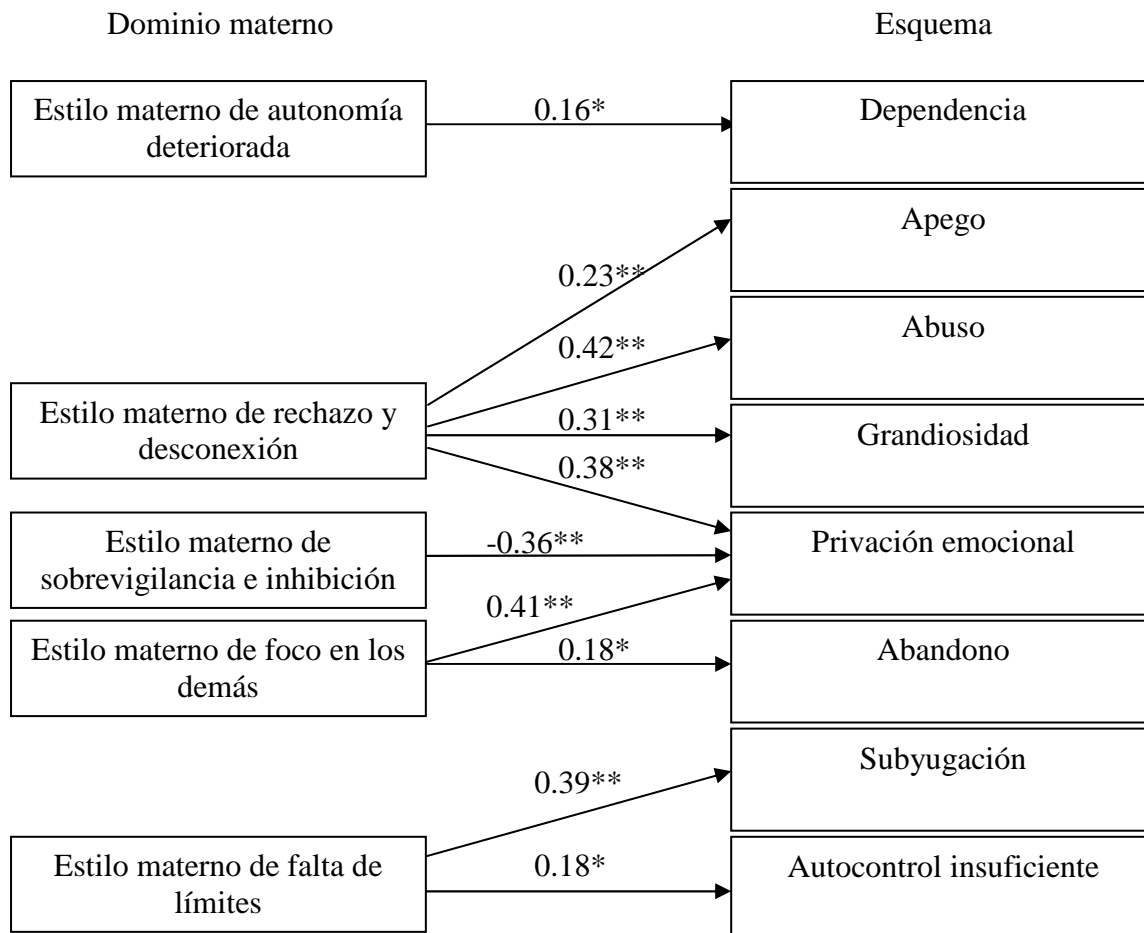 Dominio materno
Esquema
Estilo materno de autonomía
deteriorada
0.16*
Dependencia
Apego
0.23**
Abuso
0.42**
Estilo materno de rechazo y
desconexión
0.31**
Grandiosidad
0.38**
Estilo materno de
sobrevigilancia e inhibición
-0.36**
Privación emocional
0.41**
Estilo materno de foco en los
demás
0.18*
Abandono
Subyugación
0.39**
Estilo materno de falta de
límites
0.18*
Autocontrol insuficiente